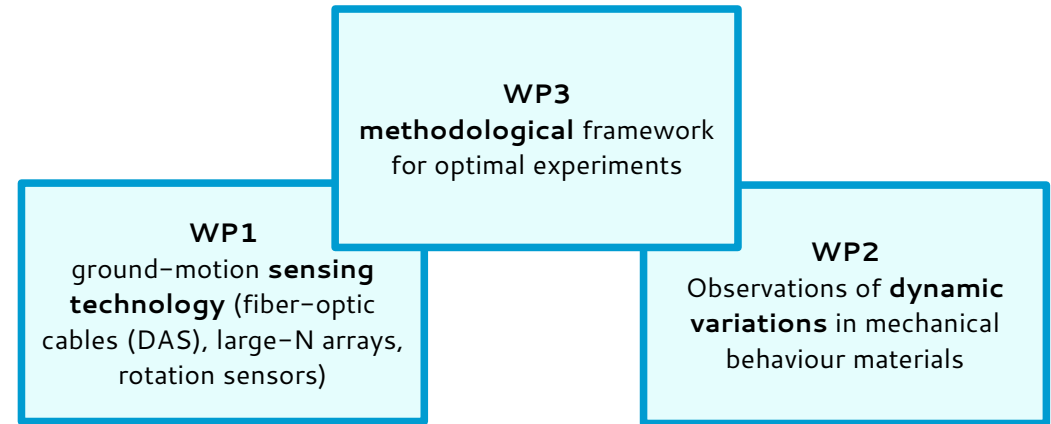 WP3
methodological framework
for optimal experiments
WP1
ground-motion sensing
technology (fiber-optic
cables (DAS), large-N arrays,
rotation sensors)
WP2
Observations of dynamic
variations in mechanical
behaviour materials